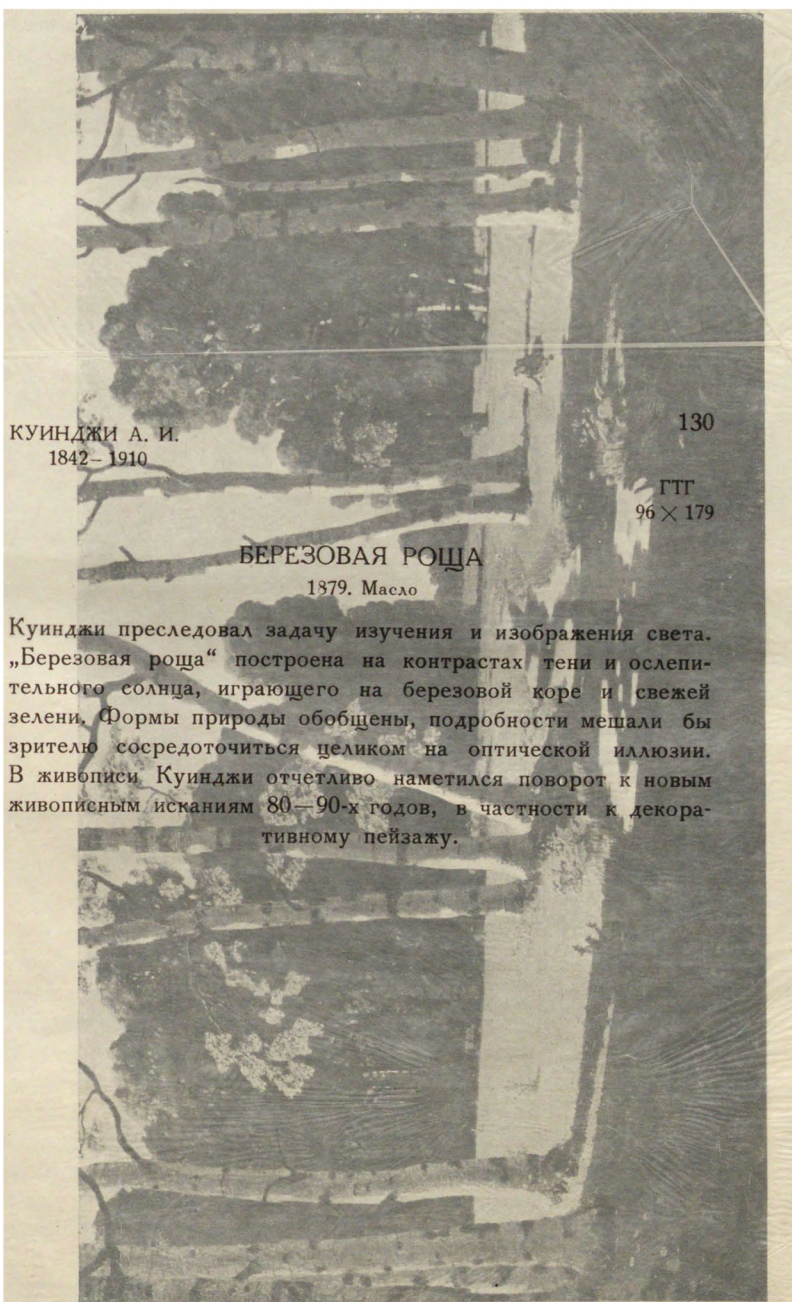 КУИНДЖИ А. И.
1842–1910
130
ГТГ
96 × 179
БЕРЕЗОВАЯ РОЩА
1879. Масло
Куинджи преследовал задачу изучения и изображения света.
„Березовая роща“ построена на контрастах тени и ослепи-
тельного солнца, играющего на березовой коре и свежей
зелени. Формы природы обобщены, подробности мешали бы
зрителю сосредоточиться целиком на оптической иллюзии.
В живописи Куинджи отчетливо наметился поворот к новым
живописным исканиям 80—90-х годов, в частности к декора-
тивному пейзажу.